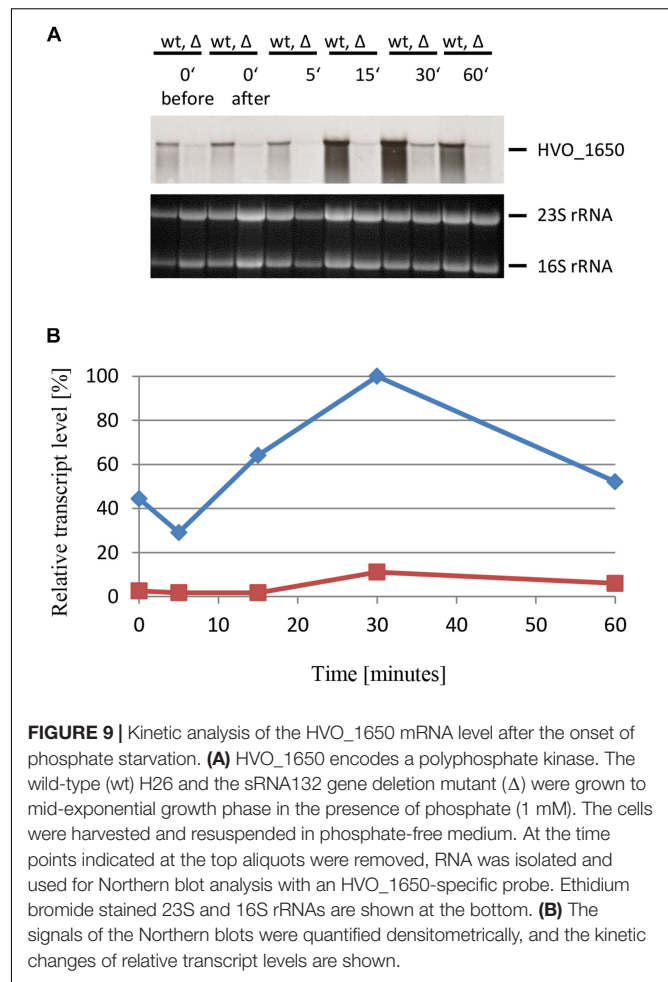 A
wt, Δ wt, Δ wt, Δ wt, Δ wt, Δ wt, Δ
0‘ 0‘ 5‘ 15‘ 30‘ 60‘
before after
HVO_1650
23S rRNA
16S rRNA
B
Relative transcript level [%]
100
80
60
40
20
0
0 10 20 30 40 50 60
Time [minutes]
FIGURE 9 | Kinetic analysis of the HVO_1650 mRNA level after the onset of
phosphate starvation. (A) HVO_1650 encodes a polyphosphate kinase. The
wild-type (wt) H26 and the sRNA132 gene deletion mutant (Δ) were grown to
mid-exponential growth phase in the presence of phosphate (1 mM). The cells
were harvested and resuspended in phosphate-free medium. At the time
points indicated at the top aliquots were removed, RNA was isolated and
used for Northern blot analysis with an HVO_1650-specific probe. Ethidium
bromide stained 23S and 16S rRNAs are shown at the bottom. (B) The
signals of the Northern blots were quantified densitometrically, and the kinetic
changes of relative transcript levels are shown.